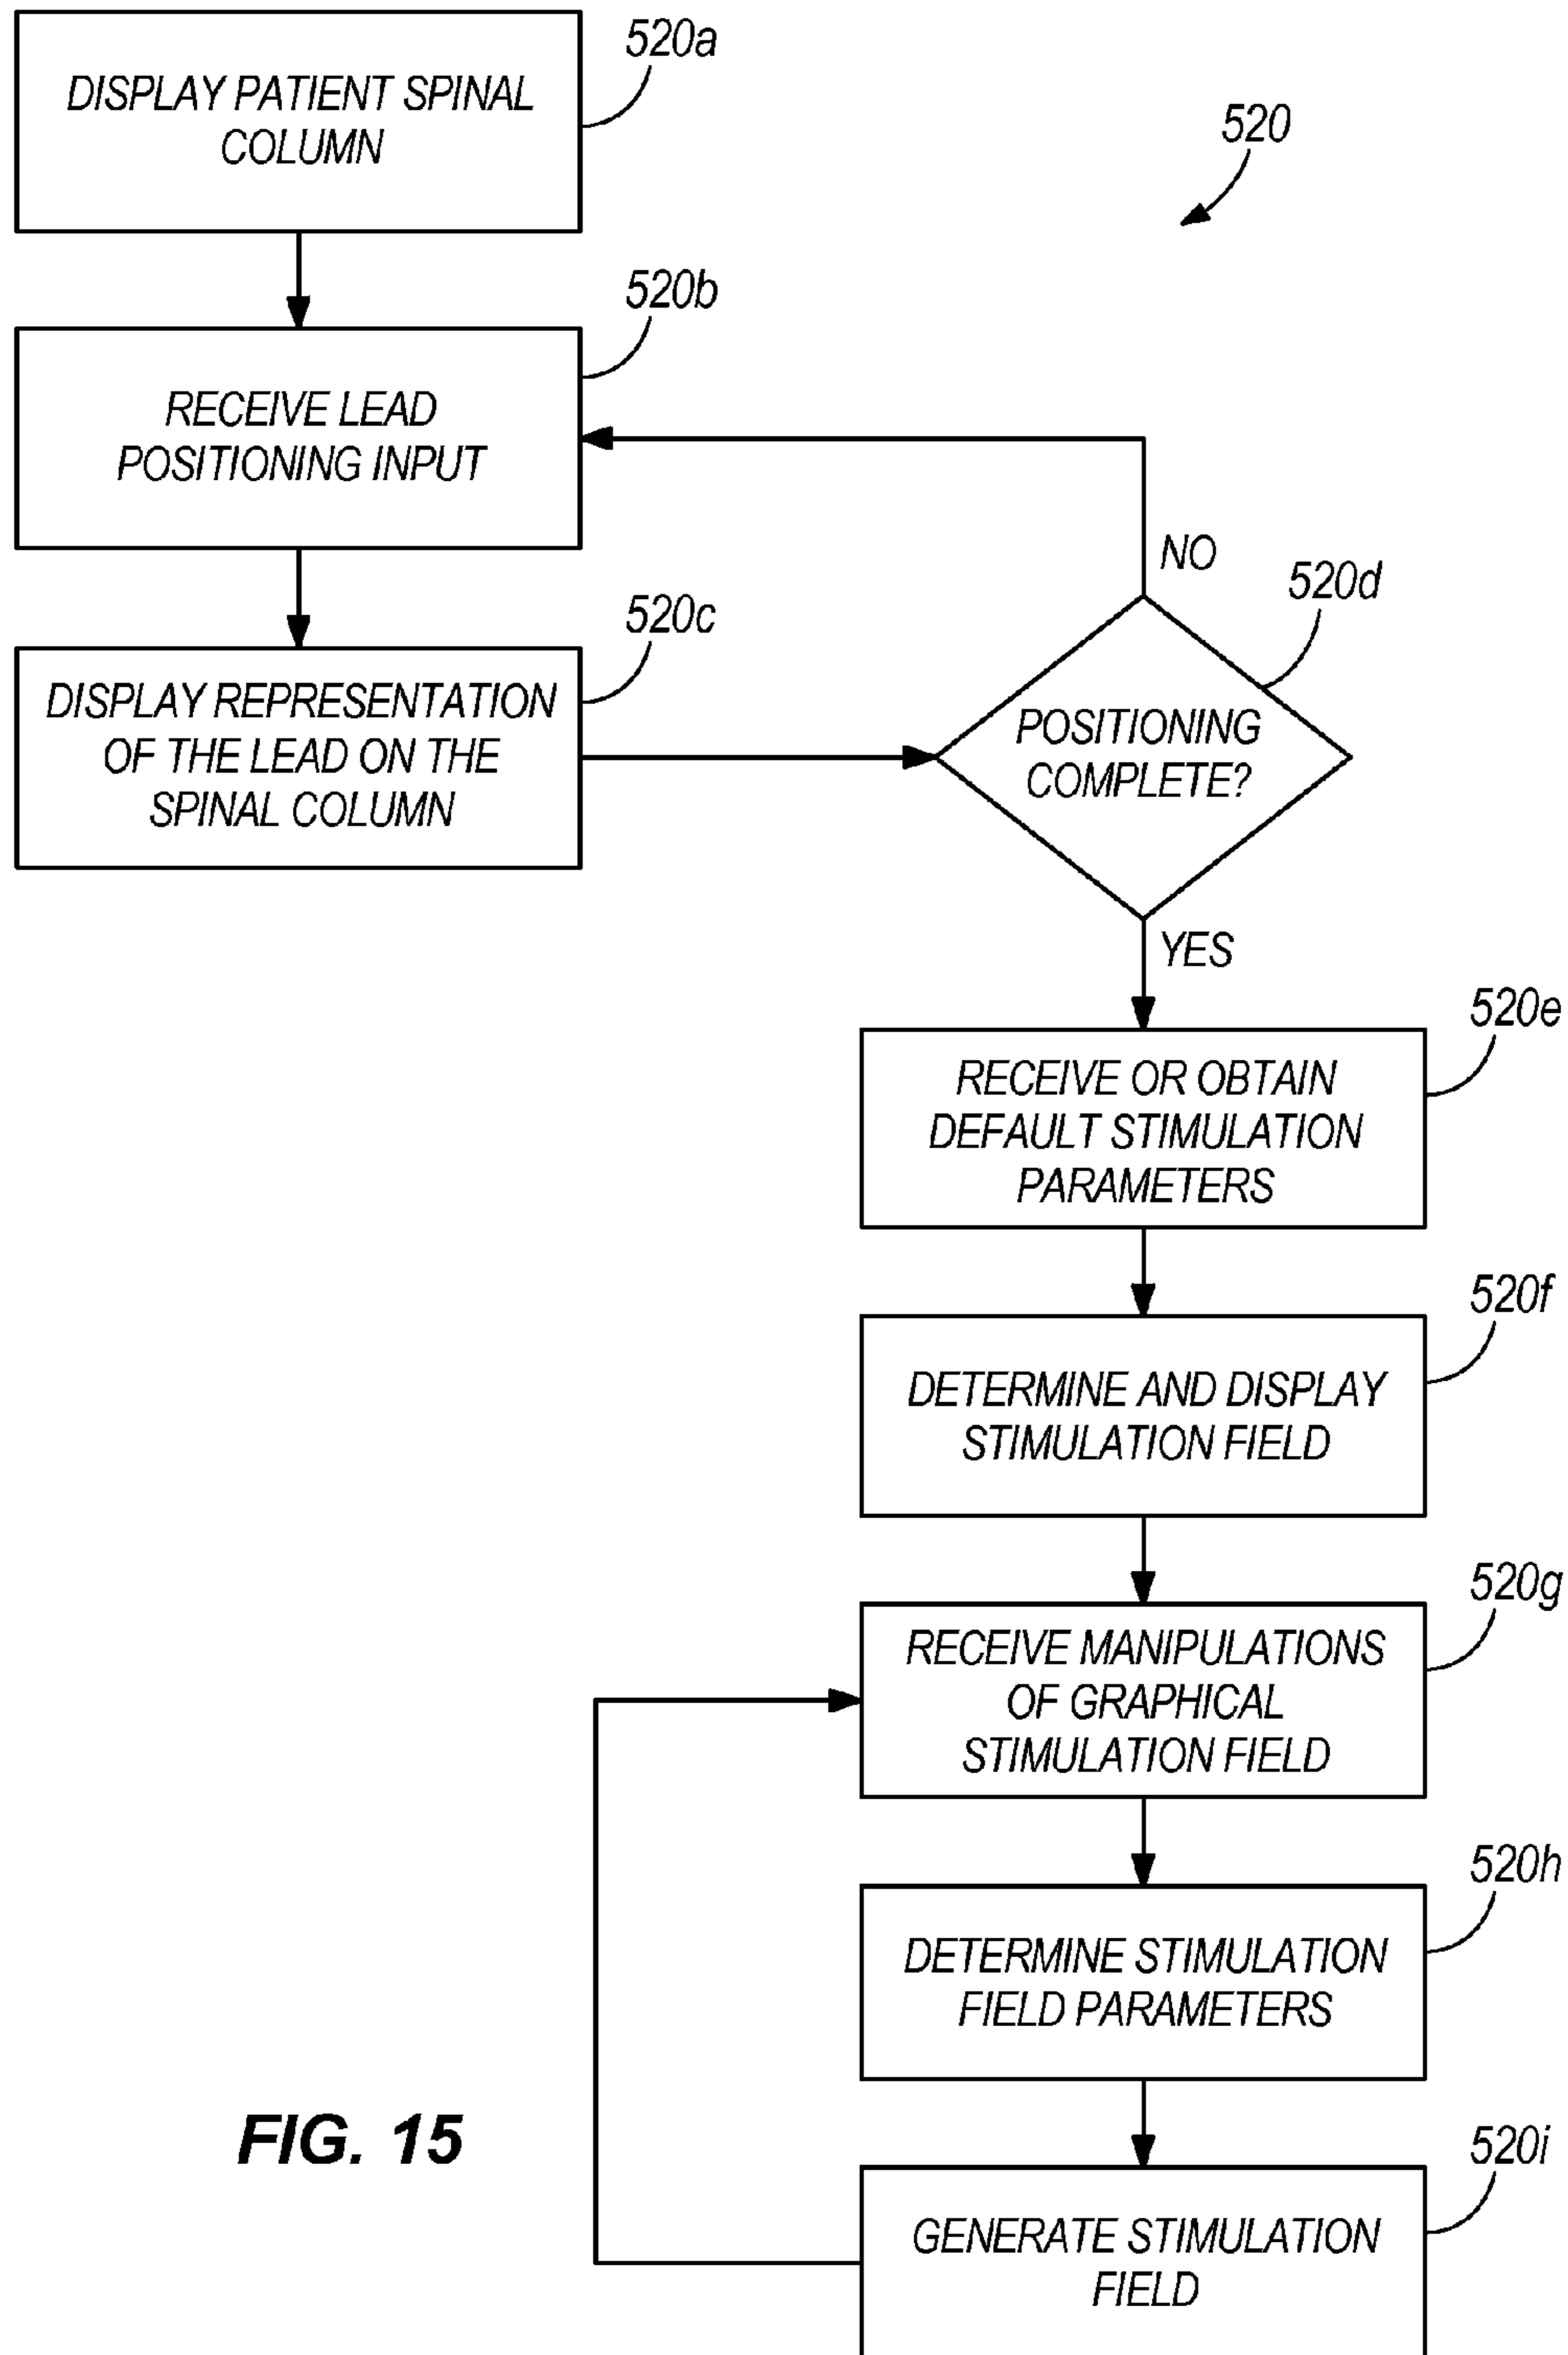 520a
DISPLAY PATIENT SPINAL
COLUMN
520
520b
RECEIVE LEAD
POSITIONING INPUT
NO
520d
520c
DISPLAY REPRESENTATION
OF THE LEAD ON THE
SPINAL COLUMN
POSITIONING
COMPLETE?
YES
520e
RECEIVE OR OBTAIN
DEFAULT STIMULATION
PARAMETERS
520f
DETERMINE AND DISPLAY
STIMULATION FIELD
520g
RECEIVE MANIPULATIONS
OF GRAPHICAL
STIMULATION FIELD
520h
DETERMINE STIMULATION
FIELD PARAMETERS
520i
GENERATE STIMULATION
FIELD
FIG. 15